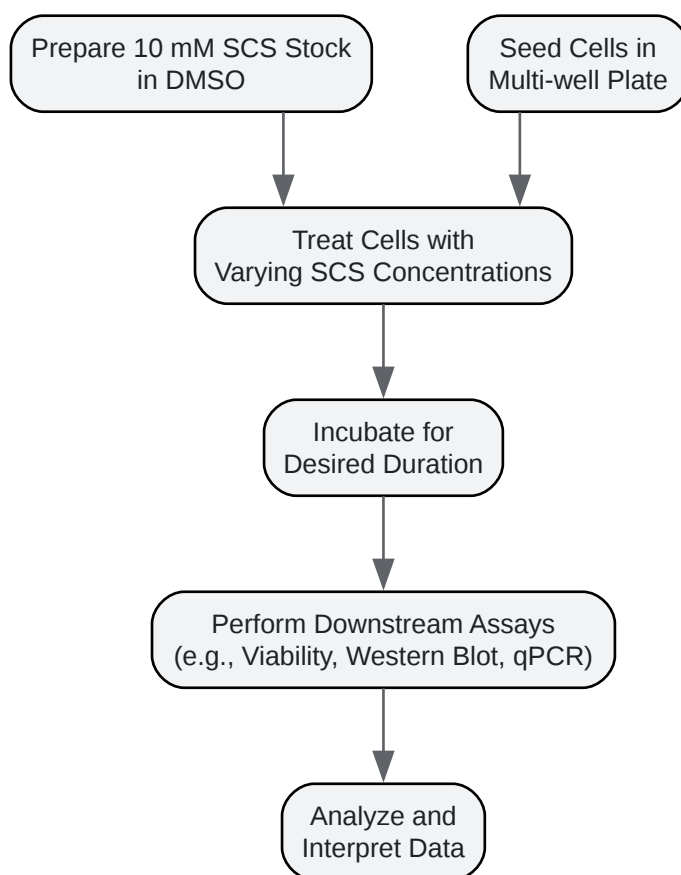 Prepare 10 mM SCS Stock
in DMSO
Seed Cells in
Multi-well Plate
Treat Cells with
Varying SCS Concentrations
Incubate for
Desired Duration
Perform Downstream Assays
(e.g., Viability, Western Blot, qPCR)
Analyze and
Interpret Data